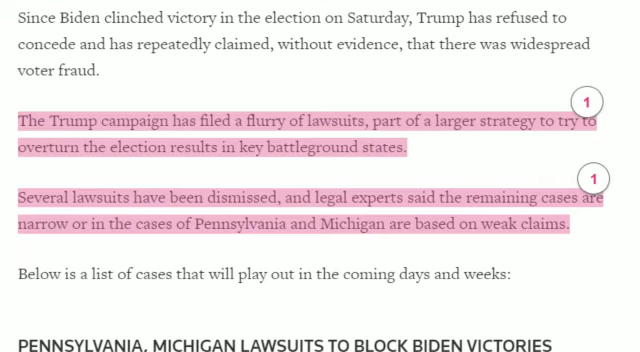 Since Biden clinched victory in the election on Saturday, Trump has refused to
concede and has repeatedly claimed, without evidence, that there was widespread
voter fraud.
1
The Trump campaign has filed a flurry of lawsuits, part of a larger strategy to try to
overturn the election results in key battleground states.
1
Several lawsuits have been dismissed, and legal experts said the remaining cases are
narrow or in the cases of Pennsylvania and Michigan are based on weak claims.
Below is a list of cases that will play out in the coming days and weeks:
PENNSYLVANIA, MICHIGAN LAWSUITS TO BLOCK BIDEN VICTORIES